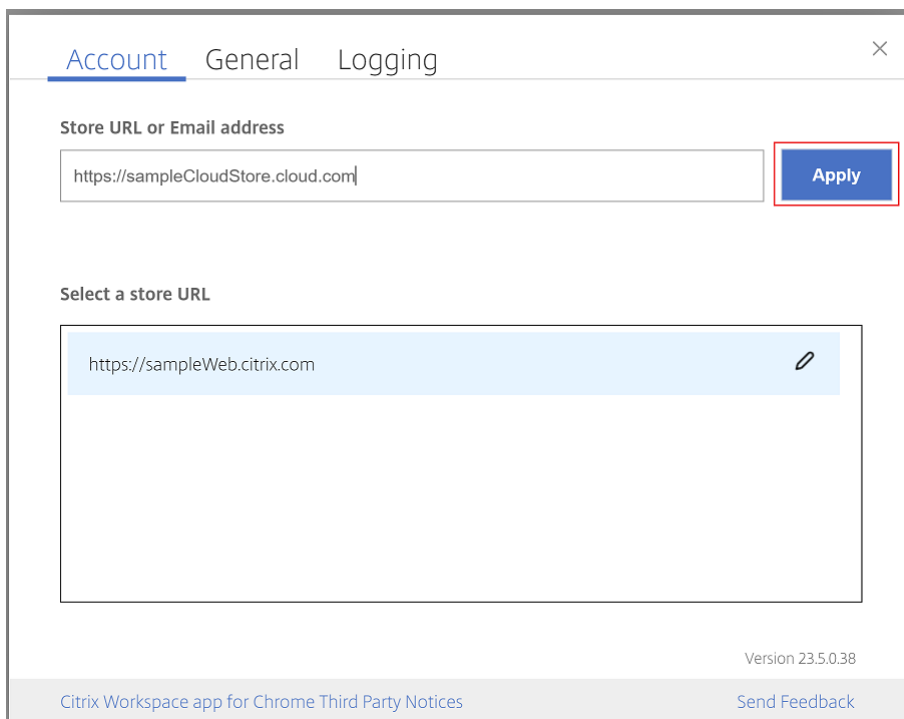 Account General Logging
Store URL or Email address
https://sampleCloudStore.cloud.com
Apply
Select a store URL
https://sampleWeb.citrix.com
Version 23.5.0.38
Citrix Workspace app for Chrome Third Party Notices
Send Feedback